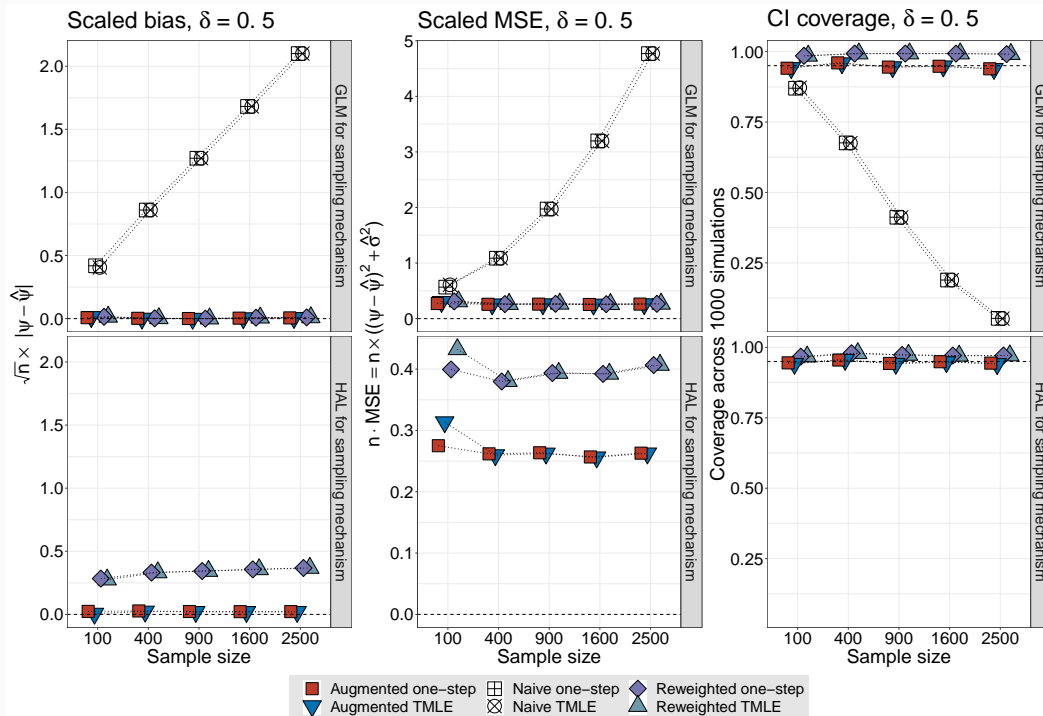 Scaled bias, δ = 0. 5
Scaled MSE, δ = 0. 5
CI coverage, δ = 0. 5
√n × |ψ − ψ̂|
2.0
1.5
1.0
0.5
0.0
GLM for sampling mechanism
2.0
1.5
1.0
0.5
0.0
HAL for sampling mechanism
100 400 900 1600 2500
Sample size
n ⋅ MSE = n × ((ψ − ψ̂)² + σ̂²)
5
4
3
2
1
0
GLM for sampling mechanism
0.4
0.3
0.2
0.1
0.0
HAL for sampling mechanism
100 400 900 1600 2500
Sample size
Coverage across 1000 simulations
1.00
0.75
0.50
0.25
GLM for sampling mechanism
1.00
0.75
0.50
0.25
HAL for sampling mechanism
100 400 900 1600 2500
Sample size
Augmented one-step
Augmented TMLE
Naive one-step
Naive TMLE
Reweighted one-step
Reweighted TMLE